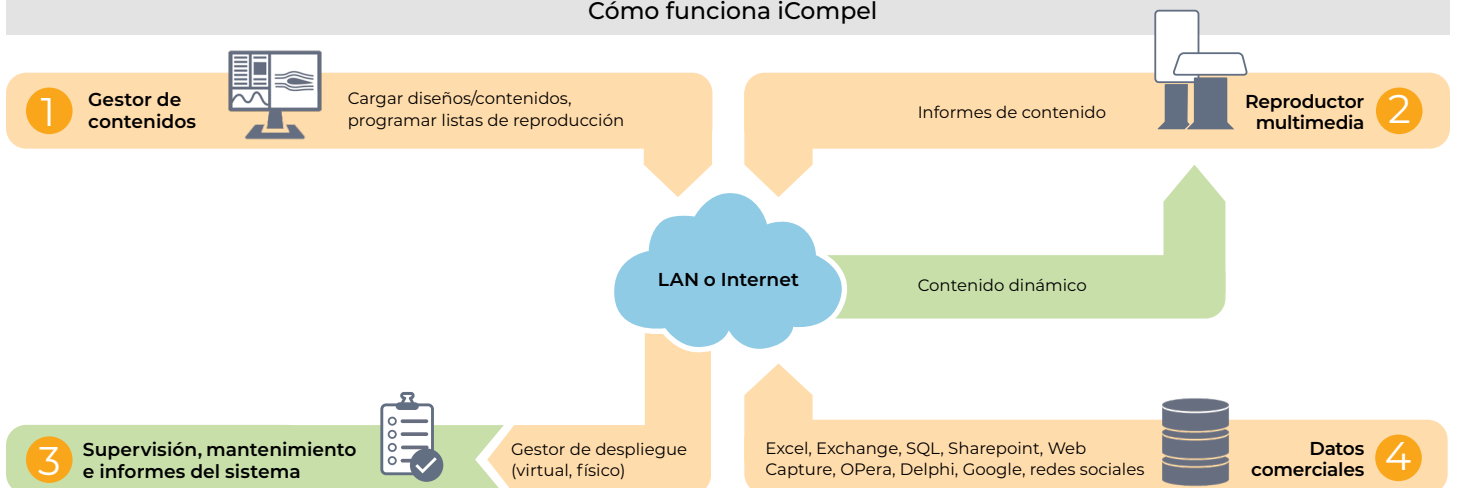 Cómo funciona iCompel
1
Gestor de
contenidos
Cargar diseños/contenidos,
programar listas de reproducción
Informes de contenido
Reproductor
multimedia
2
LAN o Internet
Contenido dinámico
3
Supervisión, mantenimiento
e informes del sistema
Gestor de despliegue
(virtual, físico)
Excel, Exchange, SQL, Sharepoint, Web
Capture, OPera, Delphi, Google, redes sociales
Datos
comerciales
4